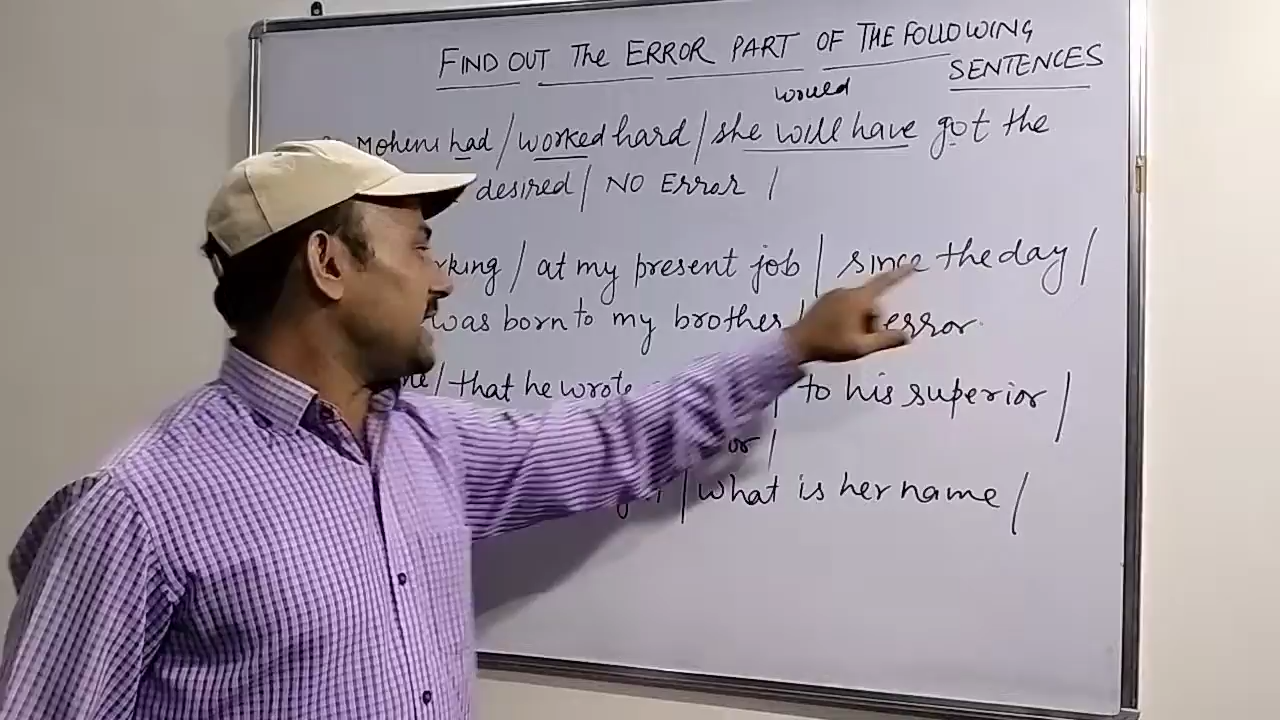 FIND OUT The ERROR PART OF THE FOLLOWING
SENTENCES
would
Mohini had / worked hard / she will have got the
desired / NO ERROR /
at my present job / since the day /
was born to my brother / error.
/ that he wrote to his superior /
/ what is her name /